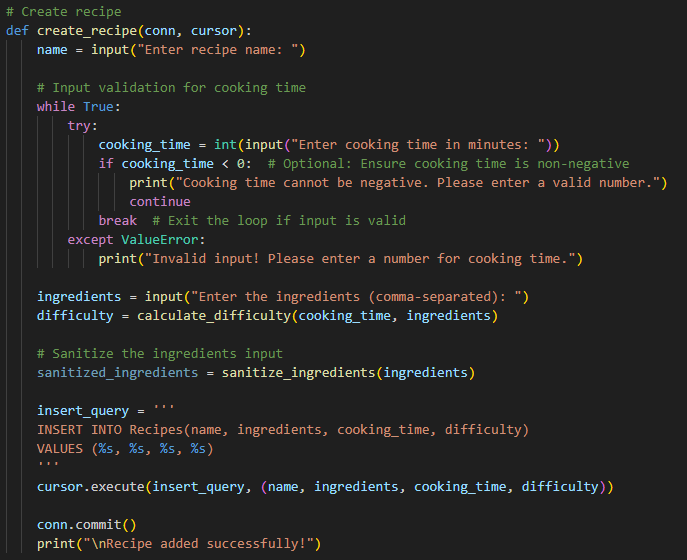 # Create recipe
def create_recipe(conn, cursor):
    name = input("Enter recipe name: ")

    # Input validation for cooking time
    while True:
        try:
            cooking_time = int(input("Enter cooking time in minutes: "))
            if cooking_time < 0:  # Optional: Ensure cooking time is non-negative
                print("Cooking time cannot be negative. Please enter a valid number.")
                continue
            break  # Exit the loop if input is valid
        except ValueError:
            print("Invalid input! Please enter a number for cooking time.")

    ingredients = input("Enter the ingredients (comma-separated): ")
    difficulty = calculate_difficulty(cooking_time, ingredients)

    # Sanitize the ingredients input
    sanitized_ingredients = sanitize_ingredients(ingredients)

    insert_query = '''
    INSERT INTO Recipes(name, ingredients, cooking_time, difficulty)
    VALUES (%s, %s, %s, %s)
    '''
    cursor.execute(insert_query, (name, ingredients, cooking_time, difficulty))

    conn.commit()
    print("\nRecipe added successfully!")